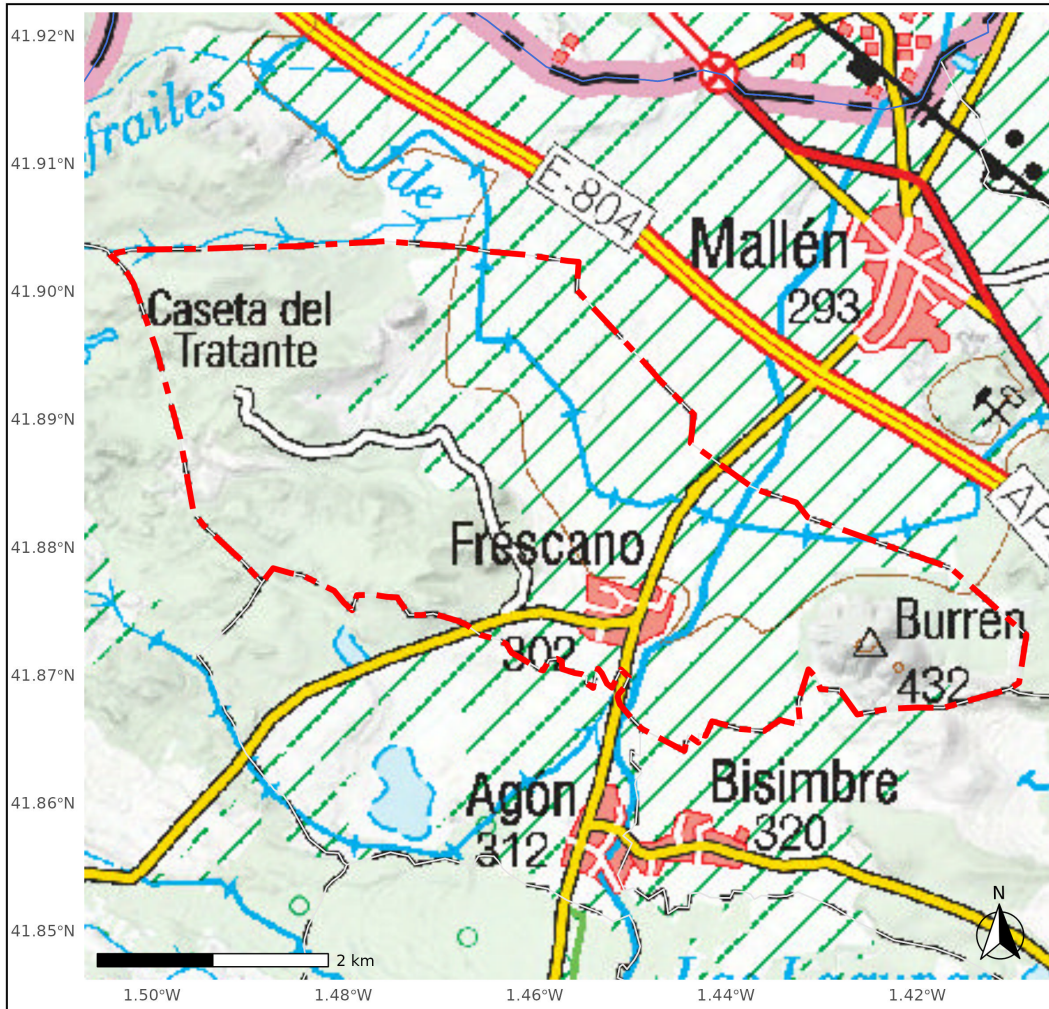 41.92°N
41.91°N
41.90°N
41.89°N
41.88°N
41.87°N
41.86°N
41.85°N
frailes
de
E-804
Mallén
293
Caseta del
Tratante
AP-
Fréscano
302
Burren
432
Agón
312
Bisimbre
320
N
2 km
1.50°W
1.48°W
1.46°W
1.44°W
1.42°W